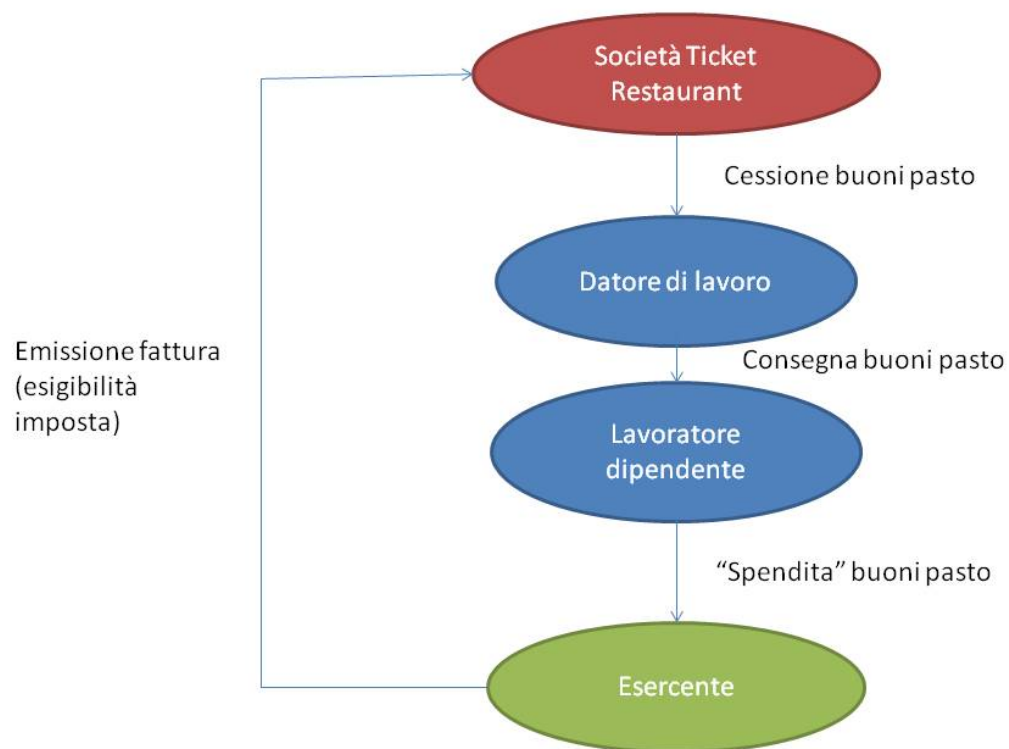 Società Ticket
Restaurant
Cessione buoni pasto
Datore di lavoro
Emissione fattura
(esigibilità
imposta)
Consegna buoni pasto
Lavoratore
dipendente
“Spendita” buoni pasto
Esercente